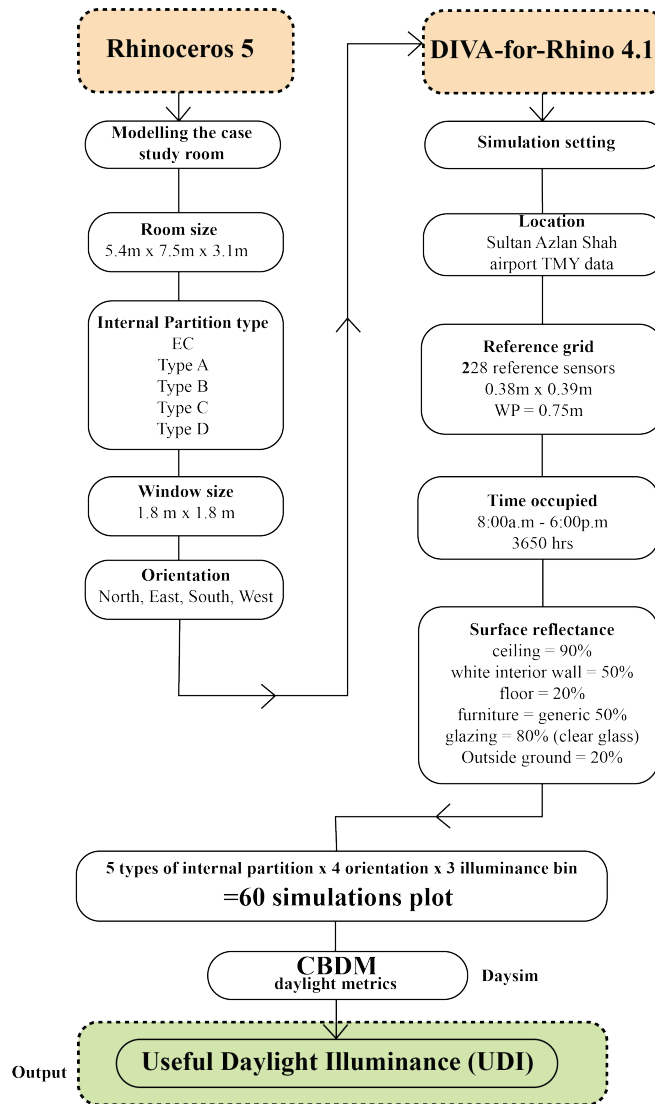 Rhinoceros 5
Modelling the case
study room
Room size
5.4m x 7.5m x 3.1m
Internal Partition type
EC
Type A
Type B
Type C
Type D
Window size
1.8 m x 1.8 m
Orientation
North, East, South, West
DIVA-for-Rhino 4.1
Simulation setting
Location
Sultan Azlan Shah
airport TMY data
Reference grid
228 reference sensors
0.38m x 0.39m
WP = 0.75m
Time occupied
8:00a.m - 6:00p.m
3650 hrs
Surface reflectance
ceiling = 90%
white interior wall = 50%
floor = 20%
furniture = generic 50%
glazing = 80% (clear glass)
Outside ground = 20%
5 types of internal partition x 4 orientation x 3 illuminance bin
=60 simulations plot
CBDM
daylight metrics
Daysim
Output
Useful Daylight Illuminance (UDI)